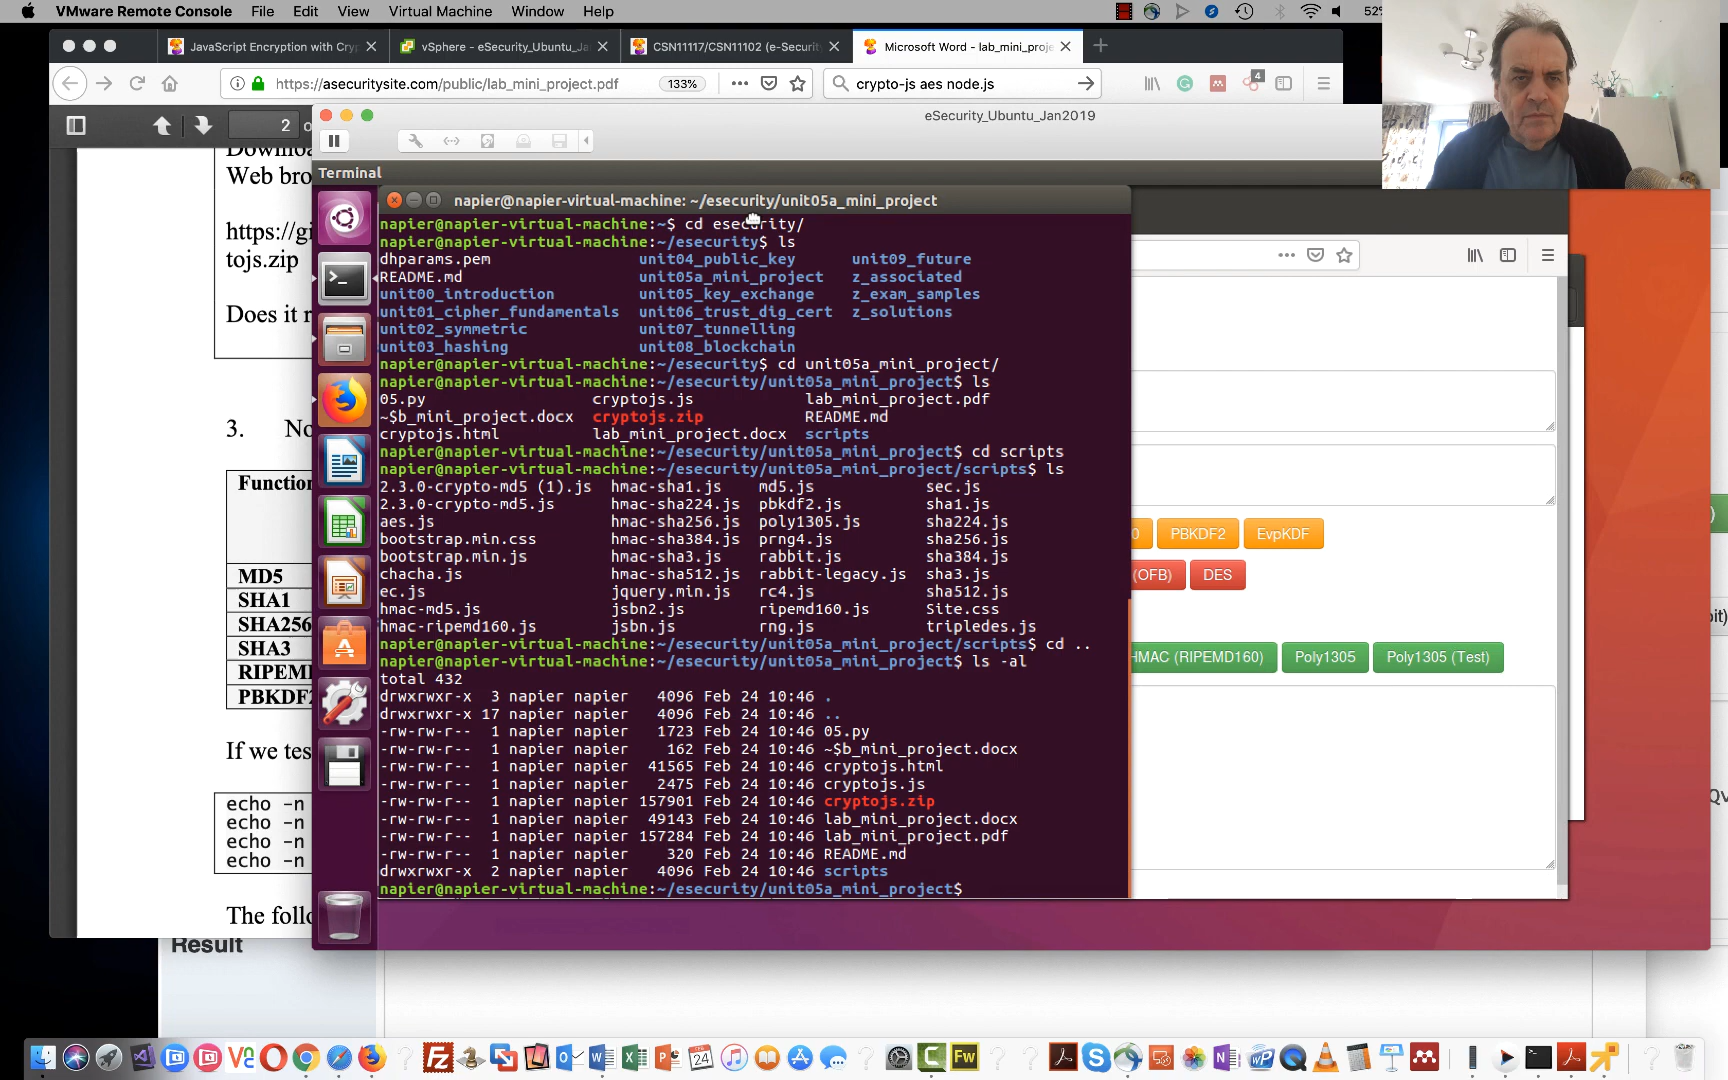 VMware Remote Console File Edit View Virtual Machine Window Help 52
JavaScript Encryption with Cry
vSphere - eSecurity_Ubuntu_Ja
CSN11117/CSN11102 (e-Security
Microsoft Word - lab_mini_proje
https://asecuritysite.com/public/lab_mini_project.pdf 133% crypto-js aes node.js 4
2
eSecurity_Ubuntu_Jan2019
Web bro
https://gi
tojs.zip
Does it r
3. No
Function
MD5
SHA1
SHA256
SHA3
RIPEMD
PBKDF2
If we tes
echo -n
echo -n
echo -n
echo -n
The follo
Result
Terminal
napier@napier-virtual-machine: ~/esecurity/unit05a_mini_project
napier@napier-virtual-machine:~$ cd esecurity/
napier@napier-virtual-machine:~/esecurity$ ls
dhparams.pem unit04_public_key unit09_future
README.md unit05a_mini_project z_associated
unit00_introduction unit05_key_exchange z_exam_samples
unit01_cipher_fundamentals unit06_trust_dig_cert z_solutions
unit02_symmetric unit07_tunnelling
unit03_hashing unit08_blockchain
napier@napier-virtual-machine:~/esecurity$ cd unit05a_mini_project/
napier@napier-virtual-machine:~/esecurity/unit05a_mini_project$ ls
05.py cryptojs.js lab_mini_project.pdf
~$b_mini_project.docx cryptojs.zip README.md
cryptojs.html lab_mini_project.docx scripts
napier@napier-virtual-machine:~/esecurity/unit05a_mini_project$ cd scripts
napier@napier-virtual-machine:~/esecurity/unit05a_mini_project/scripts$ ls
2.3.0-crypto-md5 (1).js hmac-sha1.js md5.js sec.js
2.3.0-crypto-md5.js hmac-sha224.js pbkdf2.js sha1.js
aes.js hmac-sha256.js poly1305.js sha224.js
bootstrap.min.css hmac-sha384.js prng4.js sha256.js
bootstrap.min.js hmac-sha3.js rabbit.js sha384.js
chacha.js hmac-sha512.js rabbit-legacy.js sha3.js
ec.js jquery.min.js rc4.js sha512.js
hmac-md5.js jsbn2.js ripemd160.js Site.css
hmac-ripemd160.js jsbn.js rng.js tripledes.js
napier@napier-virtual-machine:~/esecurity/unit05a_mini_project/scripts$ cd ..
napier@napier-virtual-machine:~/esecurity/unit05a_mini_project$ ls -al
total 432
drwxrwxr-x 3 napier napier 4096 Feb 24 10:46 .
drwxrwxr-x 17 napier napier 4096 Feb 24 10:46 ..
-rw-rw-r-- 1 napier napier 1723 Feb 24 10:46 05.py
-rw-rw-r-- 1 napier napier 162 Feb 24 10:46 ~$b_mini_project.docx
-rw-rw-r-- 1 napier napier 41565 Feb 24 10:46 cryptojs.html
-rw-rw-r-- 1 napier napier 2475 Feb 24 10:46 cryptojs.js
-rw-rw-r-- 1 napier napier 157901 Feb 24 10:46 cryptojs.zip
-rw-rw-r-- 1 napier napier 49143 Feb 24 10:46 lab_mini_project.docx
-rw-rw-r-- 1 napier napier 157284 Feb 24 10:46 lab_mini_project.pdf
-rw-rw-r-- 1 napier napier 320 Feb 24 10:46 README.md
drwxrwxr-x 2 napier napier 4096 Feb 24 10:46 scripts
napier@napier-virtual-machine:~/esecurity/unit05a_mini_project$
0 PBKDF2 EvpKDF
(OFB) DES
HMAC (RIPEMD160) Poly1305 Poly1305 (Test)
bit)
24
Fz
Fw